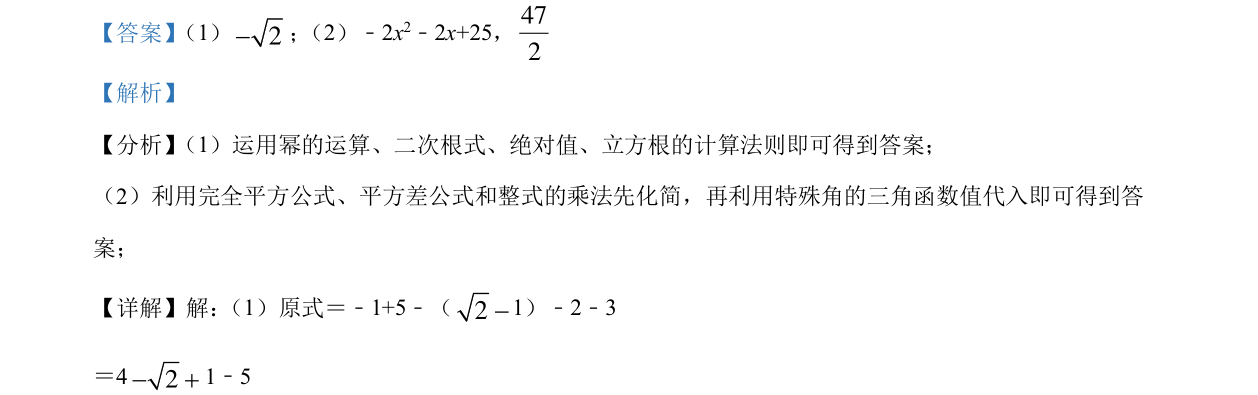 【答案】（1）−√2；（2）﹣2x²﹣2x+25，47/2
【解析】
【分析】（1）运用幂的运算、二次根式、绝对值、立方根的计算法则即可得到答案；
（2）利用完全平方公式、平方差公式和整式的乘法先化简，再利用特殊角的三角函数值代入即可得到答
案；
【详解】解：（1）原式＝﹣1+5﹣（√2−1）﹣2﹣3
＝4−√2+1﹣5